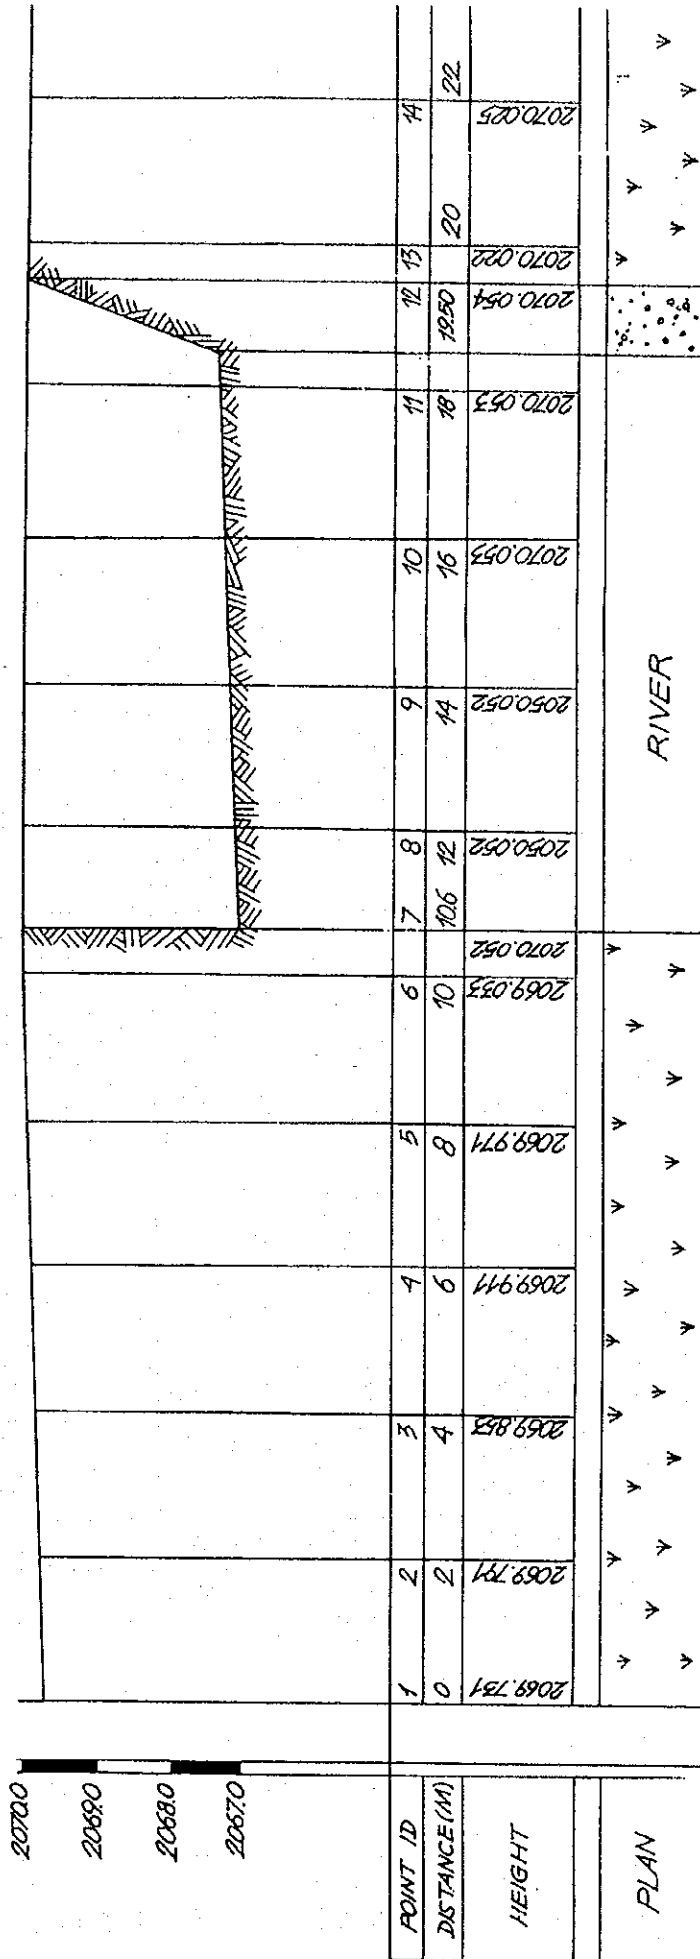 2070.0
2069.0
2068.0
2067.0
POINT ID 1 2 3 4 5 6 7 8 9 10 11 12 13 14
DISTANCE(M) 0 2 4 6 8 10 10.6 12 14 16 18 19.50 20 22
HEIGHT 2069.731 2069.791 2069.853 2069.911 2069.971 2069.033 2070.052 2050.052 2050.052 2070.053 2070.053 2070.054 2070.022 2070.025
PLAN RIVER